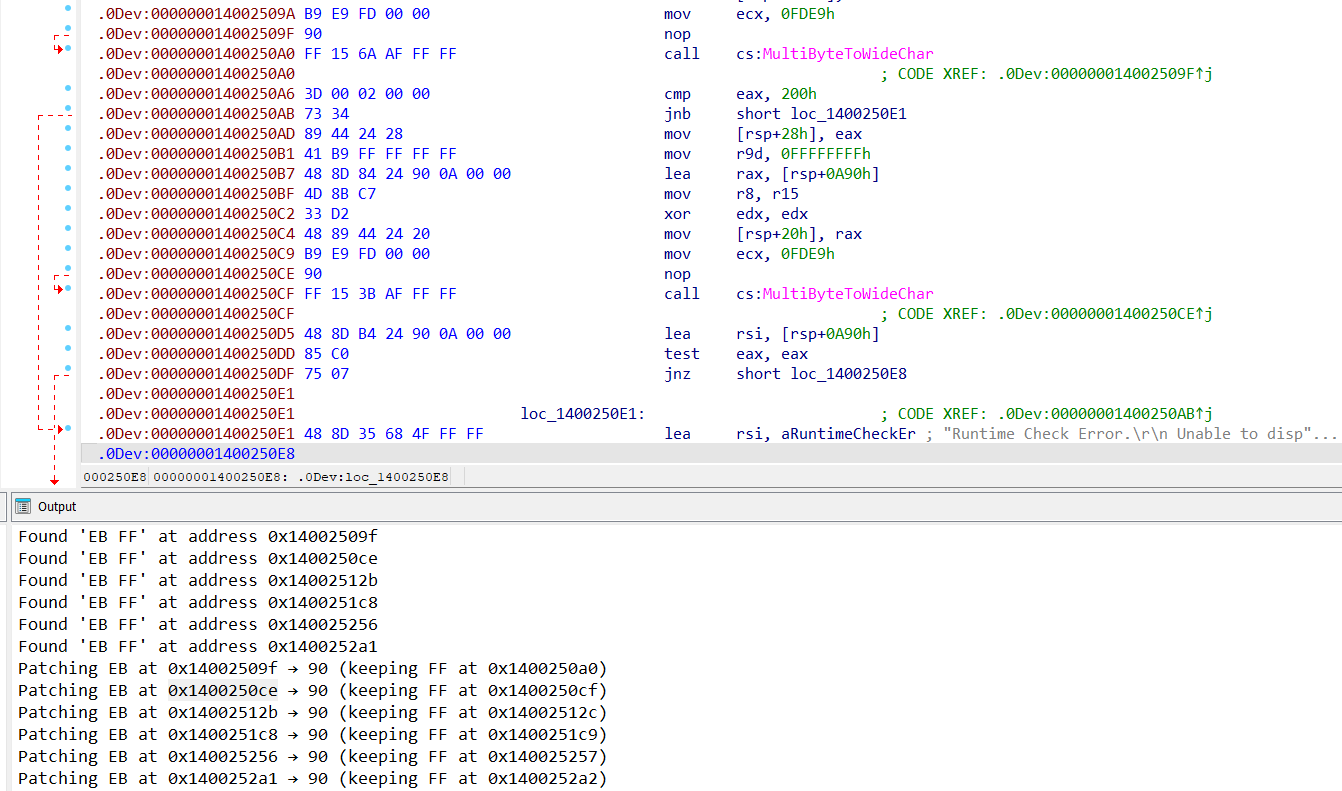 .0Dev:000000014002509A B9 E9 FD 00 00 mov ecx, 0FDE9h
.0Dev:000000014002509F 90 nop
.0Dev:00000001400250A0 FF 15 6A AF FF FF call cs:MultiByteToWideChar
.0Dev:00000001400250A0 ; CODE XREF: .0Dev:000000014002509F↑j
.0Dev:00000001400250A6 3D 00 02 00 00 cmp eax, 200h
.0Dev:00000001400250AB 73 34 jnb short loc_1400250E1
.0Dev:00000001400250AD 89 44 24 28 mov [rsp+28h], eax
.0Dev:00000001400250B1 41 B9 FF FF FF FF mov r9d, 0FFFFFFFFh
.0Dev:00000001400250B7 48 8D 84 24 90 0A 00 00 lea rax, [rsp+0A90h]
.0Dev:00000001400250BF 4D 8B C7 mov r8, r15
.0Dev:00000001400250C2 33 D2 xor edx, edx
.0Dev:00000001400250C4 48 89 44 24 20 mov [rsp+20h], rax
.0Dev:00000001400250C9 B9 E9 FD 00 00 mov ecx, 0FDE9h
.0Dev:00000001400250CE 90 nop
.0Dev:00000001400250CF FF 15 3B AF FF FF call cs:MultiByteToWideChar
.0Dev:00000001400250CF ; CODE XREF: .0Dev:00000001400250CE↑j
.0Dev:00000001400250D5 48 8D B4 24 90 0A 00 00 lea rsi, [rsp+0A90h]
.0Dev:00000001400250DD 85 C0 test eax, eax
.0Dev:00000001400250DF 75 07 jnz short loc_1400250E8
.0Dev:00000001400250E1
.0Dev:00000001400250E1 loc_1400250E1: ; CODE XREF: .0Dev:00000001400250AB↑j
.0Dev:00000001400250E1 48 8D 35 68 4F FF FF lea rsi, aRuntimeCheckEr ; "Runtime Check Error.\r\n Unable to disp"...
.0Dev:00000001400250E8
000250E8 00000001400250E8: .0Dev:loc_1400250E8
Output
Found 'EB FF' at address 0x14002509f
Found 'EB FF' at address 0x1400250ce
Found 'EB FF' at address 0x14002512b
Found 'EB FF' at address 0x1400251c8
Found 'EB FF' at address 0x140025256
Found 'EB FF' at address 0x1400252a1
Patching EB at 0x14002509f → 90 (keeping FF at 0x1400250a0)
Patching EB at 0x1400250ce → 90 (keeping FF at 0x1400250cf)
Patching EB at 0x14002512b → 90 (keeping FF at 0x14002512c)
Patching EB at 0x1400251c8 → 90 (keeping FF at 0x1400251c9)
Patching EB at 0x140025256 → 90 (keeping FF at 0x140025257)
Patching EB at 0x1400252a1 → 90 (keeping FF at 0x1400252a2)